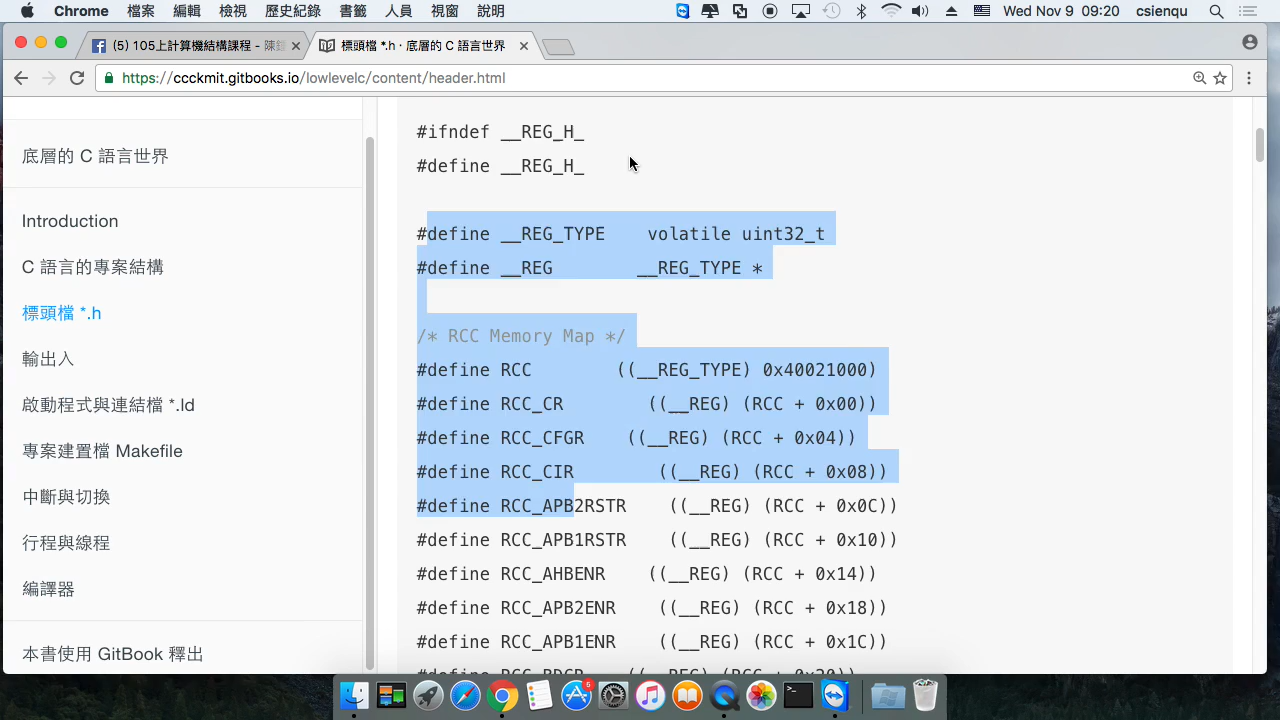 Chrome 檔案 編輯 檢視 歷史紀錄 書籤 人員 視窗 說明 Wed Nov 9 09:20 csienqu
(5) 105上計算機結構課程 - 陳鍾
標頭檔 *.h · 底層的 C 語言世界
https://ccckmit.gitbooks.io/lowlevelc/content/header.html
底層的 C 語言世界
Introduction
C 語言的專案結構
標頭檔 *.h
輸出入
啟動程式與連結檔 *.ld
專案建置檔 Makefile
中斷與切換
行程與線程
編譯器
本書使用 GitBook 釋出
#ifndef __REG_H_
#define __REG_H_
#define __REG_TYPE volatile uint32_t
#define __REG __REG_TYPE *
/* RCC Memory Map */
#define RCC ((__REG_TYPE) 0x40021000)
#define RCC_CR ((__REG) (RCC + 0x00))
#define RCC_CFGR ((__REG) (RCC + 0x04))
#define RCC_CIR ((__REG) (RCC + 0x08))
#define RCC_APB2RSTR ((__REG) (RCC + 0x0C))
#define RCC_APB1RSTR ((__REG) (RCC + 0x10))
#define RCC_AHBENR ((__REG) (RCC + 0x14))
#define RCC_APB2ENR ((__REG) (RCC + 0x18))
#define RCC_APB1ENR ((__REG) (RCC + 0x1C))